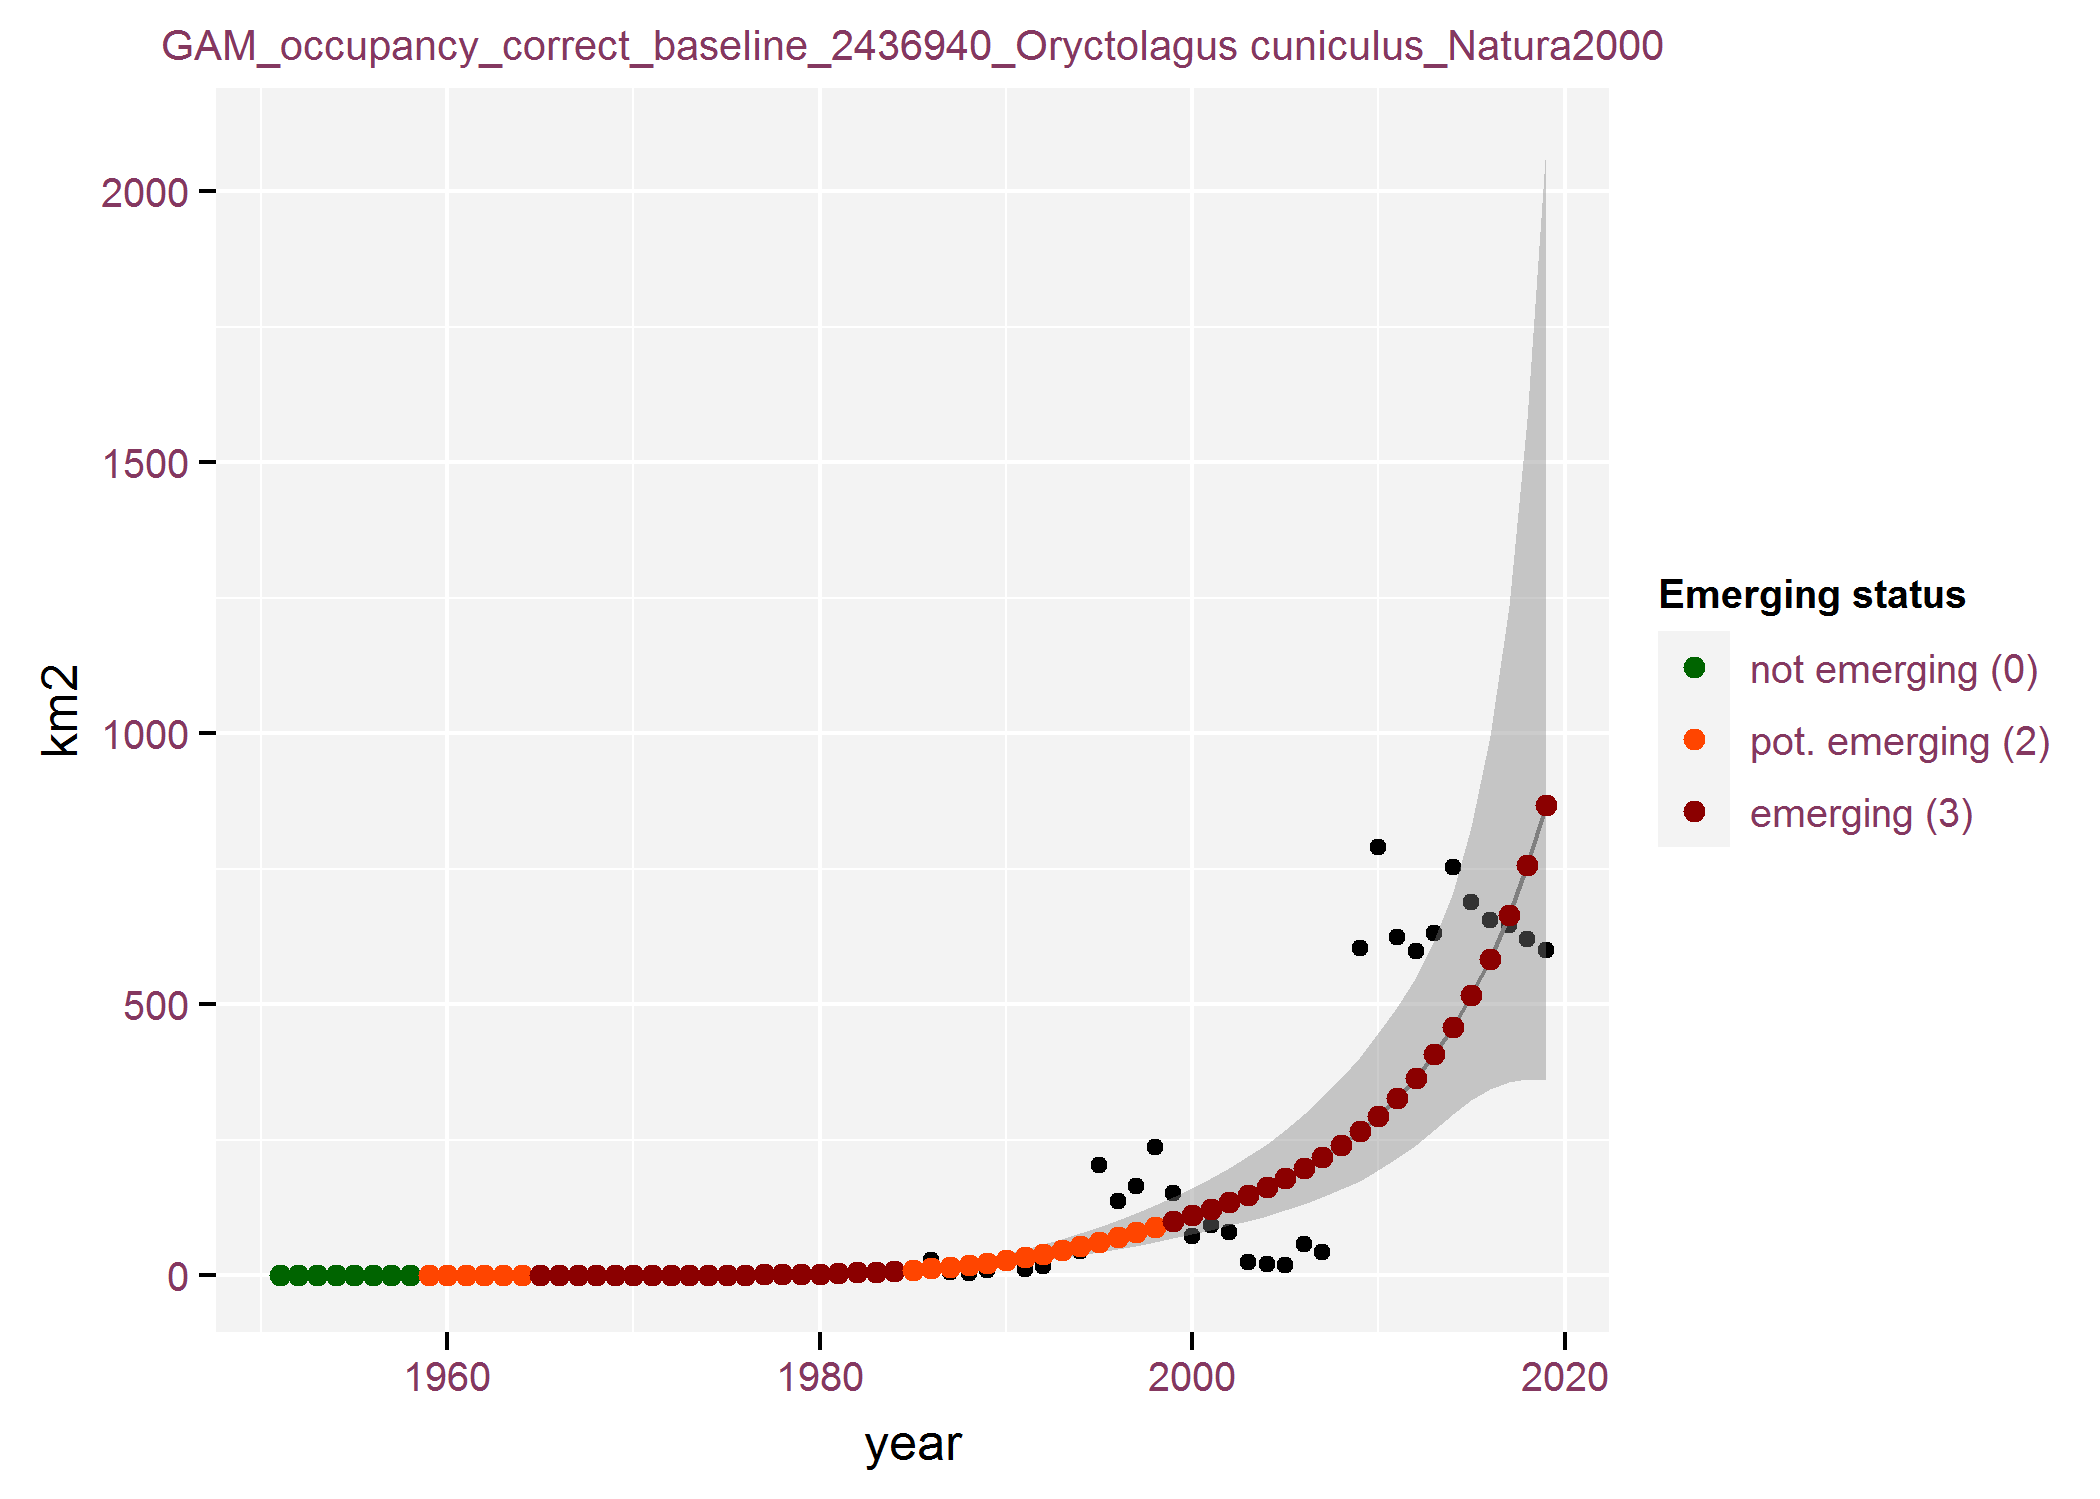 GAM_occupancy_correct_baseline_2436940_Oryctolagus cuniculus_Natura2000
2000
1500
1000
500
0
km2
1960
1980
2000
2020
year
Emerging status
not emerging (0)
pot. emerging (2)
emerging (3)